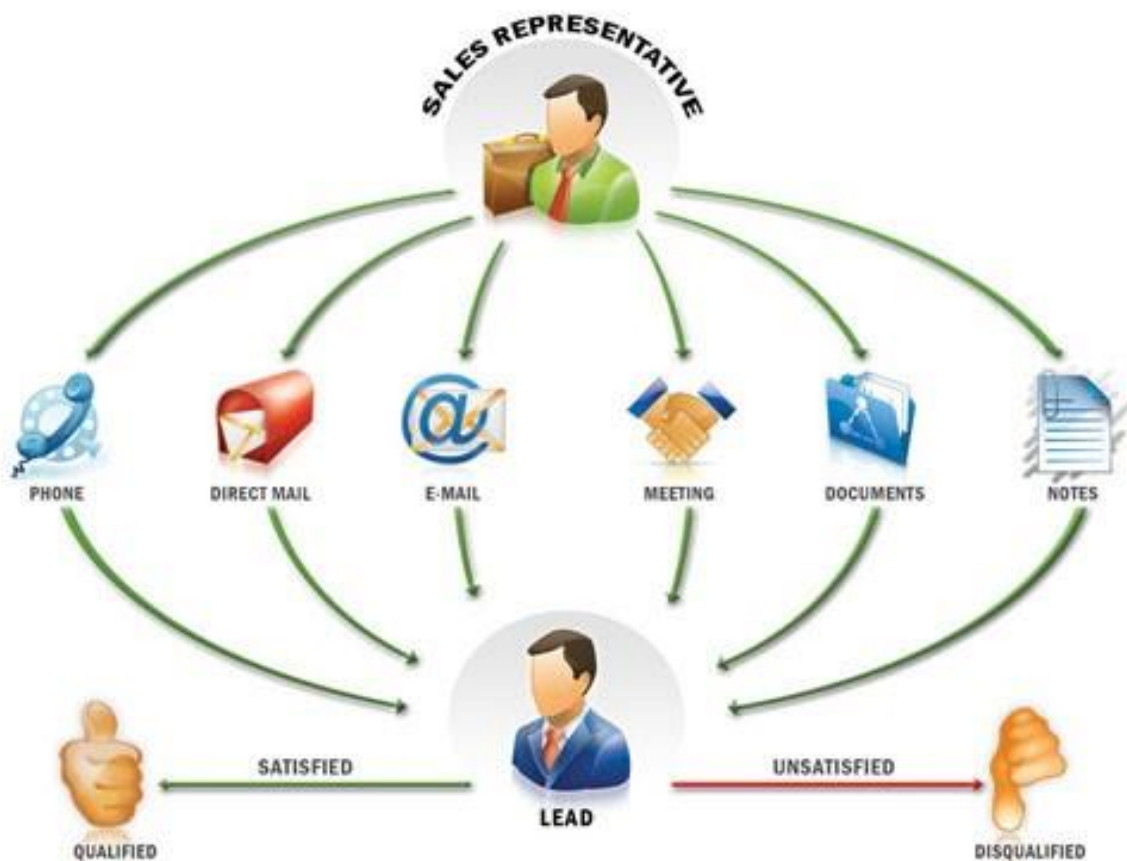 SALES REPRESENTATIVE
PHONE
DIRECT MAIL
E-MAIL
MEETING
DOCUMENTS
NOTES
SATISFIED
UNSATISFIED
LEAD
QUALIFIED
DISQUALIFIED